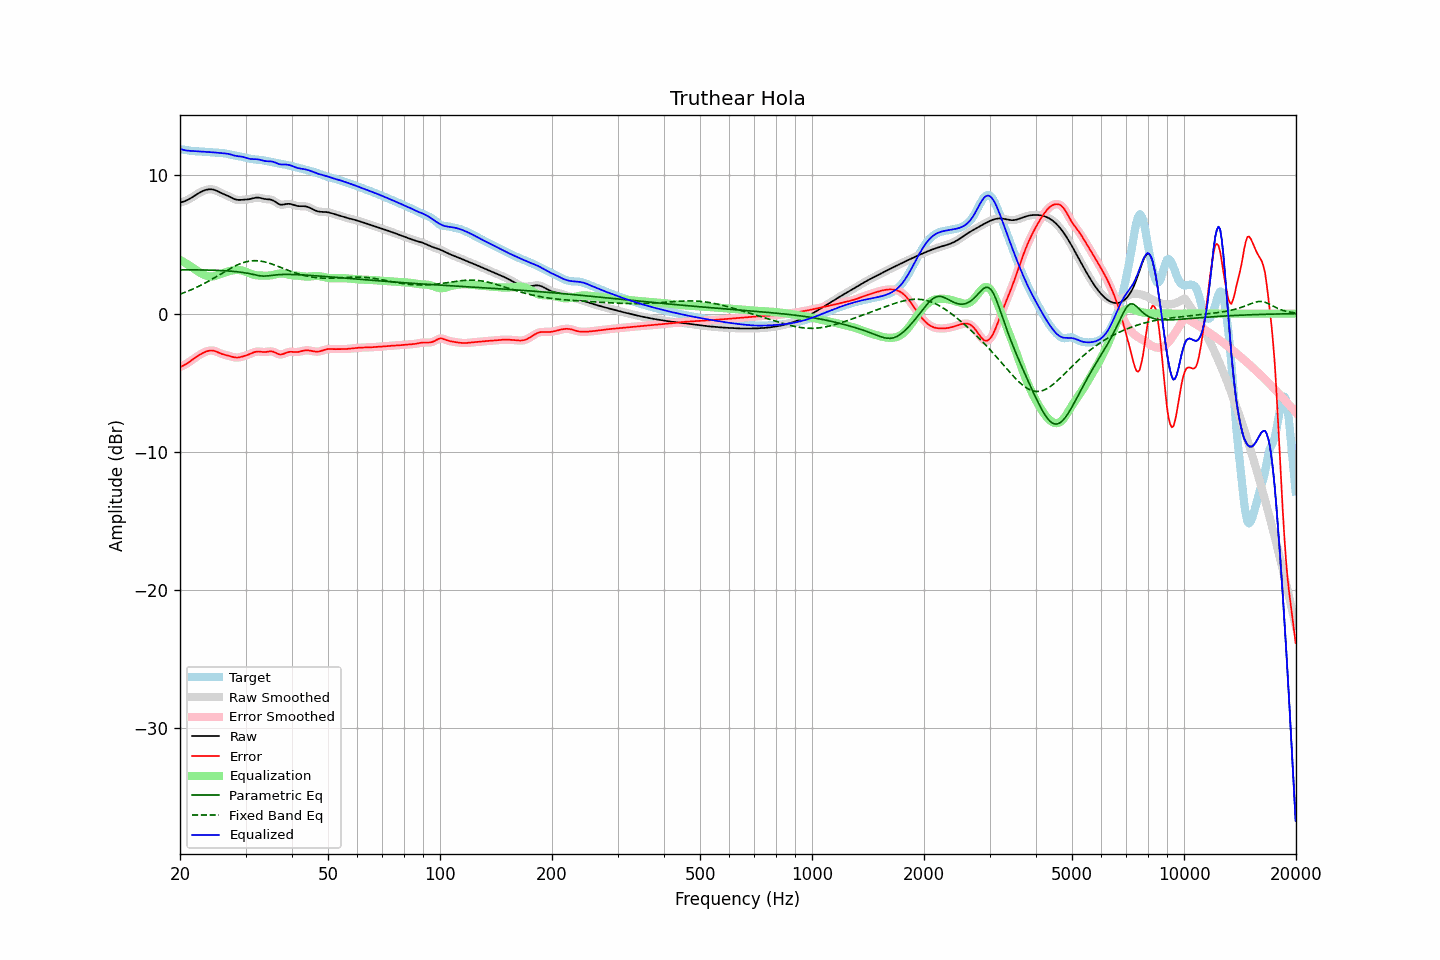 Truthear Hola
Amplitude (dBr)
10
0
−10
−20
−30
Target
Raw Smoothed
Error Smoothed
Raw
Error
Equalization
Parametric Eq
Fixed Band Eq
Equalized
20 50 100 200 500 1000 2000 5000 10000 20000
Frequency (Hz)